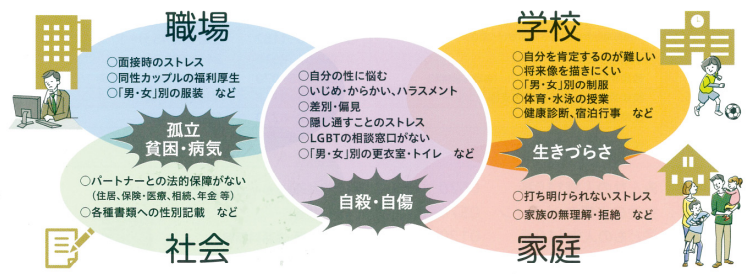 職場
○面接時のストレス
○同性カップルの福利厚生
○「男・女」別の服装　など
孤立
貧困・病気
○パートナーとの法的保障がない
（住居、保険・医療、相続、年金 等）
○各種書類への性別記載　など
社会
○自分の性に悩む
○いじめ・からかい、ハラスメント
○差別・偏見
○隠し通すことのストレス
○LGBTの相談窓口がない
○「男・女」別の更衣室・トイレ　など
自殺・自傷
学校
○自分を肯定するのが難しい
○将来像を描きにくい
○「男・女」別の制服
○体育・水泳の授業
○健康診断、宿泊行事　など
生きづらさ
○打ち明けられないストレス
○家族の無理解・拒絶　など
家庭